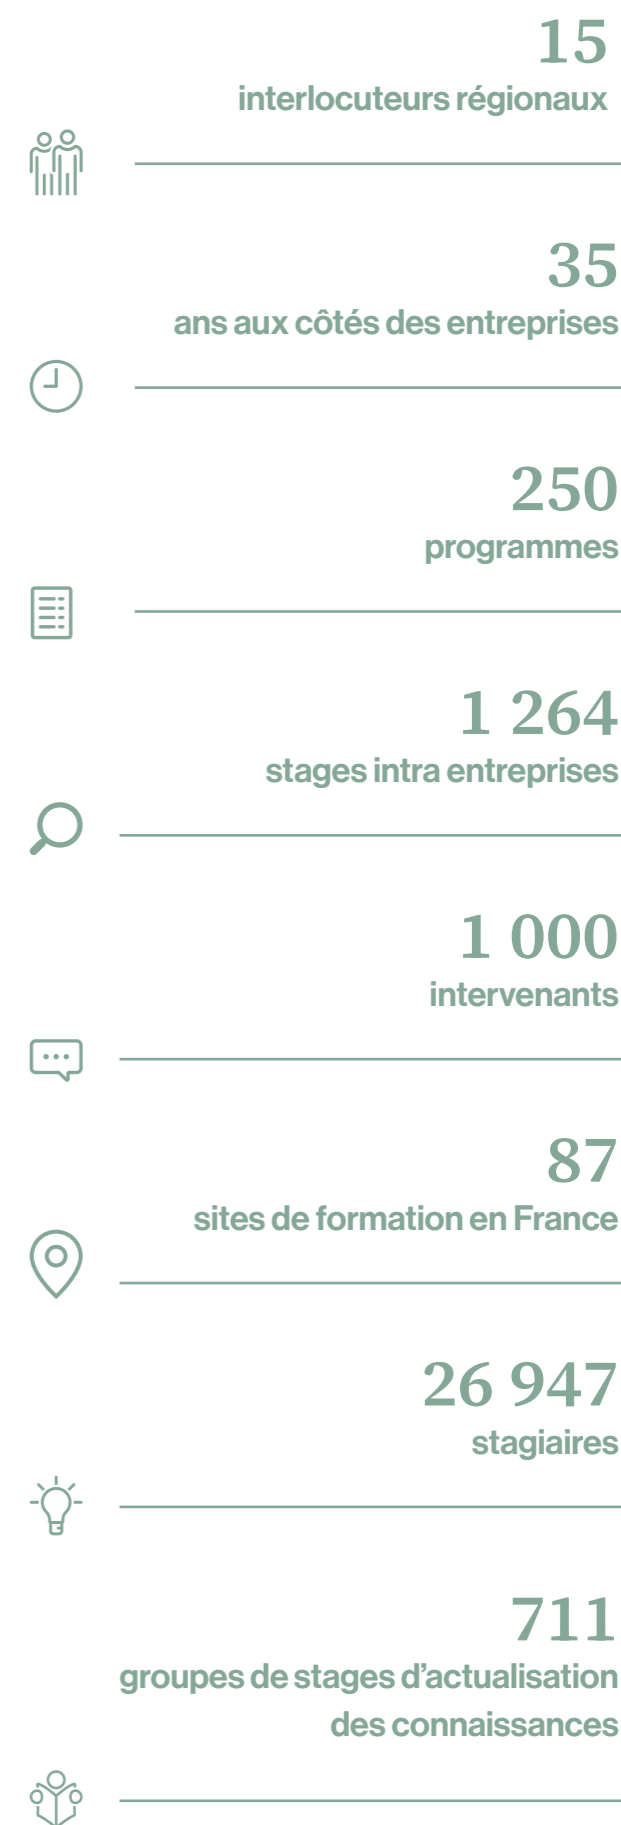 15
interlocuteurs régionaux
35
ans aux côtés des entreprises
250
programmes
1 264
stages intra entreprises
1 000
intervenants
87
sites de formation en France
26 947
stagiaires
711
groupes de stages d’actualisation
des connaissances